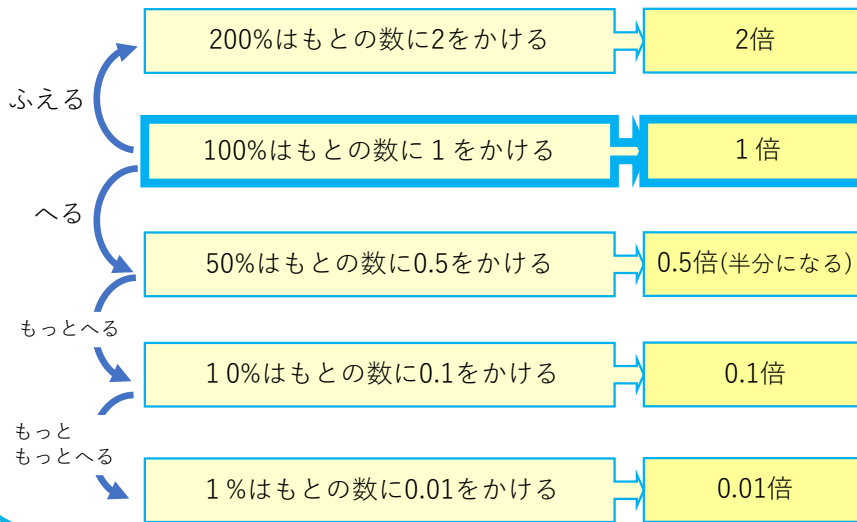 200%はもとの数に2をかける
2倍
ふえる
100%はもとの数に１をかける
１倍
へる
50%はもとの数に0.5をかける
0.5倍(半分になる)
もっとへる
１0%はもとの数に0.1をかける
0.1倍
もっと
もっとへる
１%はもとの数に0.01をかける
0.01倍